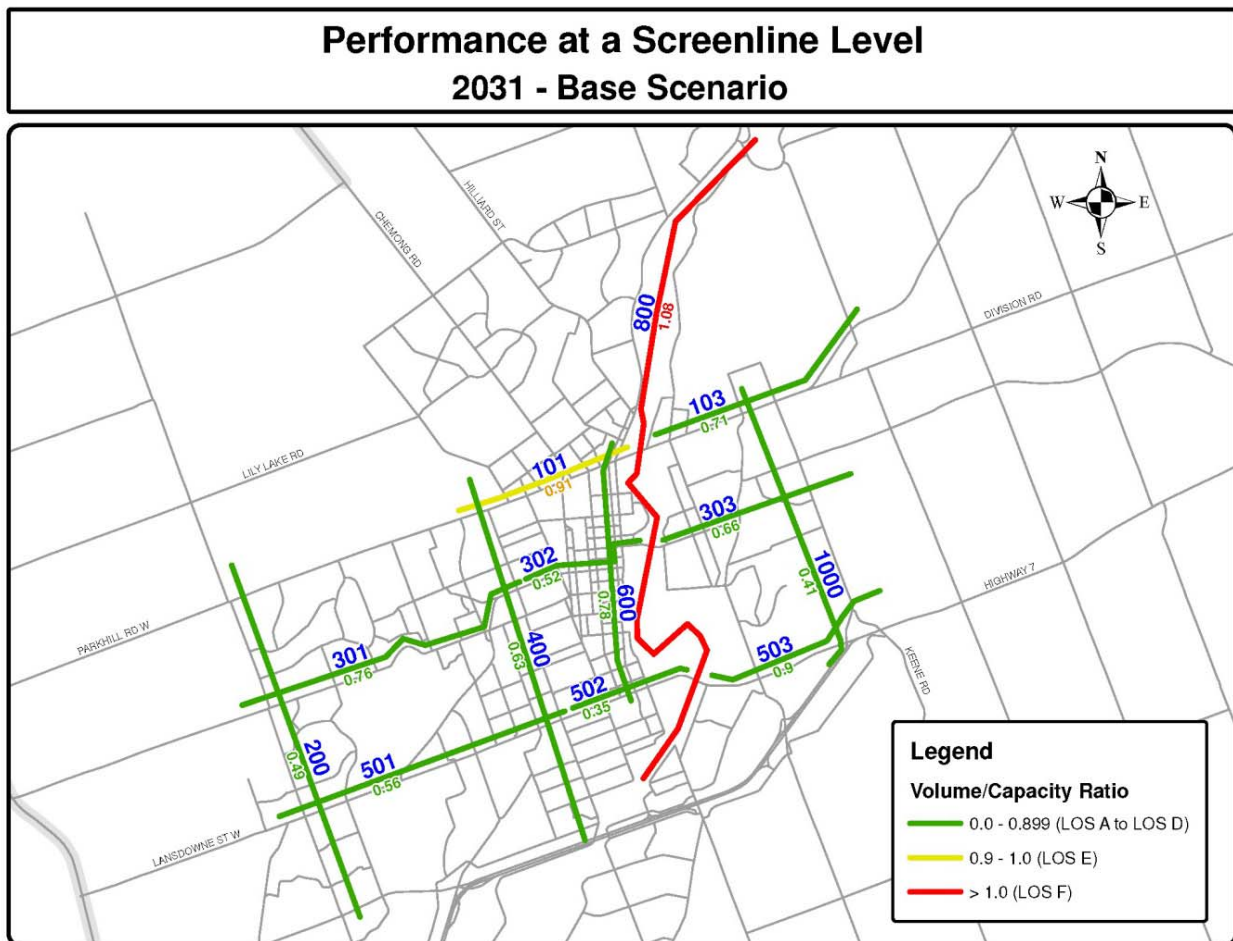 Performance at a Screenline Level
2031 - Base Scenario
N
W
E
S
HILLIARD ST
CHEMONG RD
DIVISION RD
800
1.08
103
0.71
LILY LAKE RD
101
0.91
303
0.66
302
0.52
1000
0.41
HIGHWAY 7
600
0.78
PARKHILL RD W
301
0.76
400
0.63
503
0.9
KEENE RD
502
0.35
200
0.49
501
0.56
LANSDOWNE ST W
Legend
Volume/Capacity Ratio
0.0 - 0.899 (LOS A to LOS D)
0.9 - 1.0 (LOS E)
> 1.0 (LOS F)